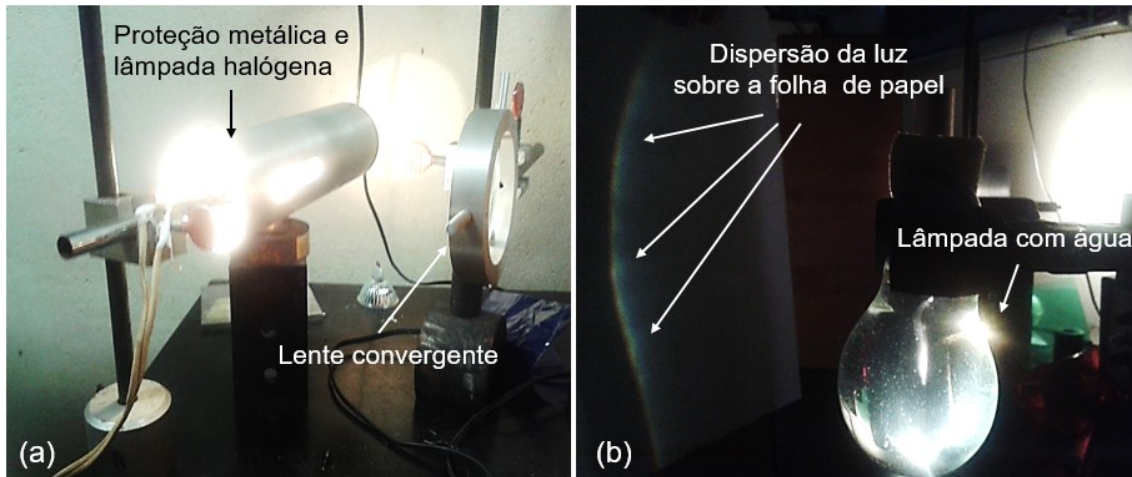 Proteção metálica e
lâmpada halógena
Lente convergente
(a)
Dispersão da luz
sobre a folha de papel
Lâmpada com água
(b)